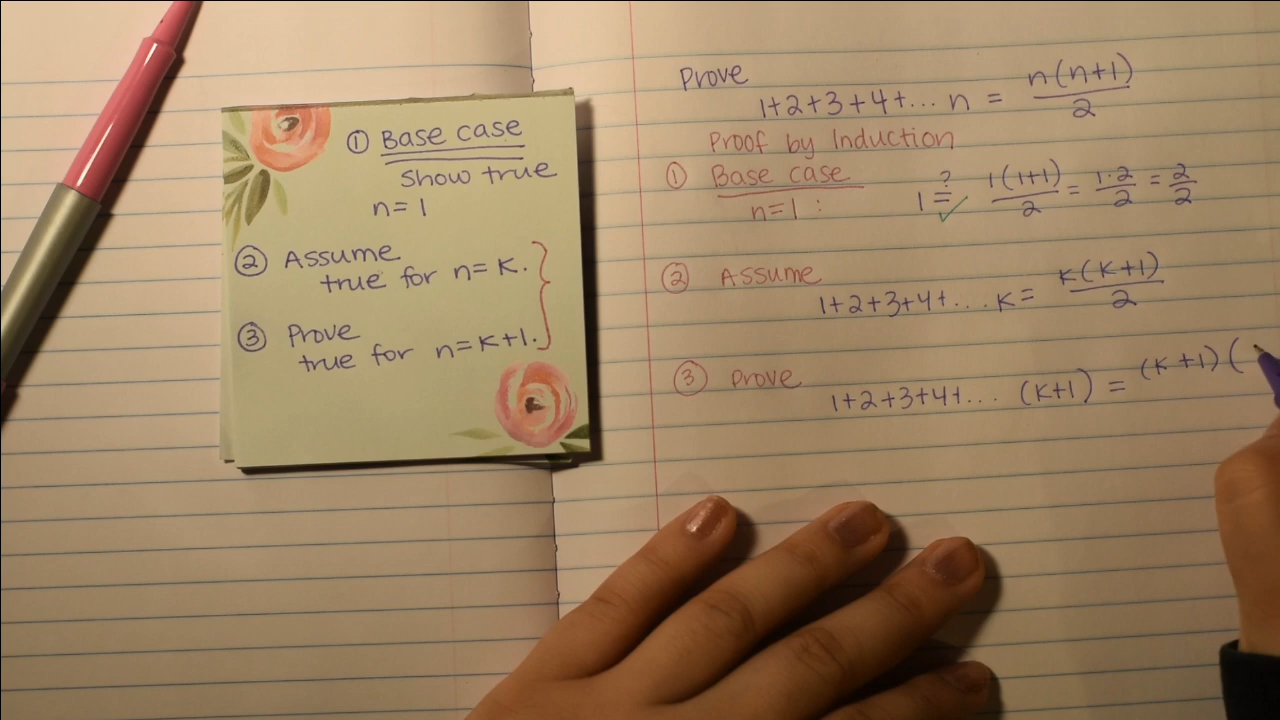 ① Base case
show true
n=1
② Assume
true for n=k.
③ Prove
true for n=k+1.
Prove
1+2+3+4+... n = n(n+1)/2
Proof by Induction
① Base case
n=1: 1 ≟ ✓ 1(1+1)/2 = 1·2/2 = 2/2
② Assume
1+2+3+4+.... k = k(k+1)/2
③ Prove
1+2+3+4+... (k+1) = (k+1)(